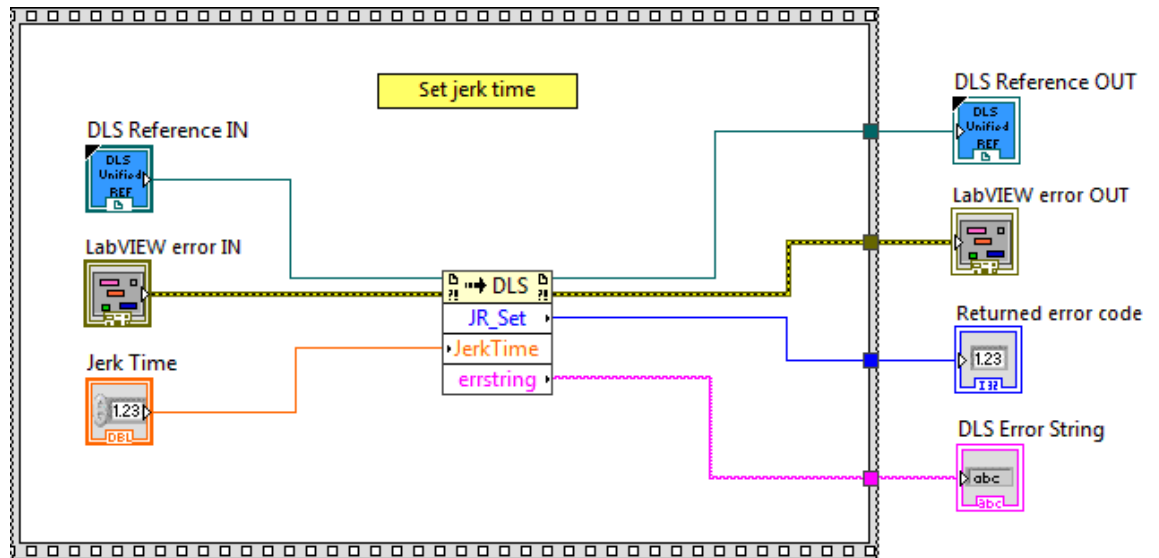 Set jerk time
DLS Reference IN
DLS
Unified
REF
LabVIEW error IN
Jerk Time
1.23
DBL
?! DLS ?!
JR_Set
JerkTime
errstring
DLS Reference OUT
DLS
Unified
REF
LabVIEW error OUT
Returned error code
1.23
I32
DLS Error String
abc
abc